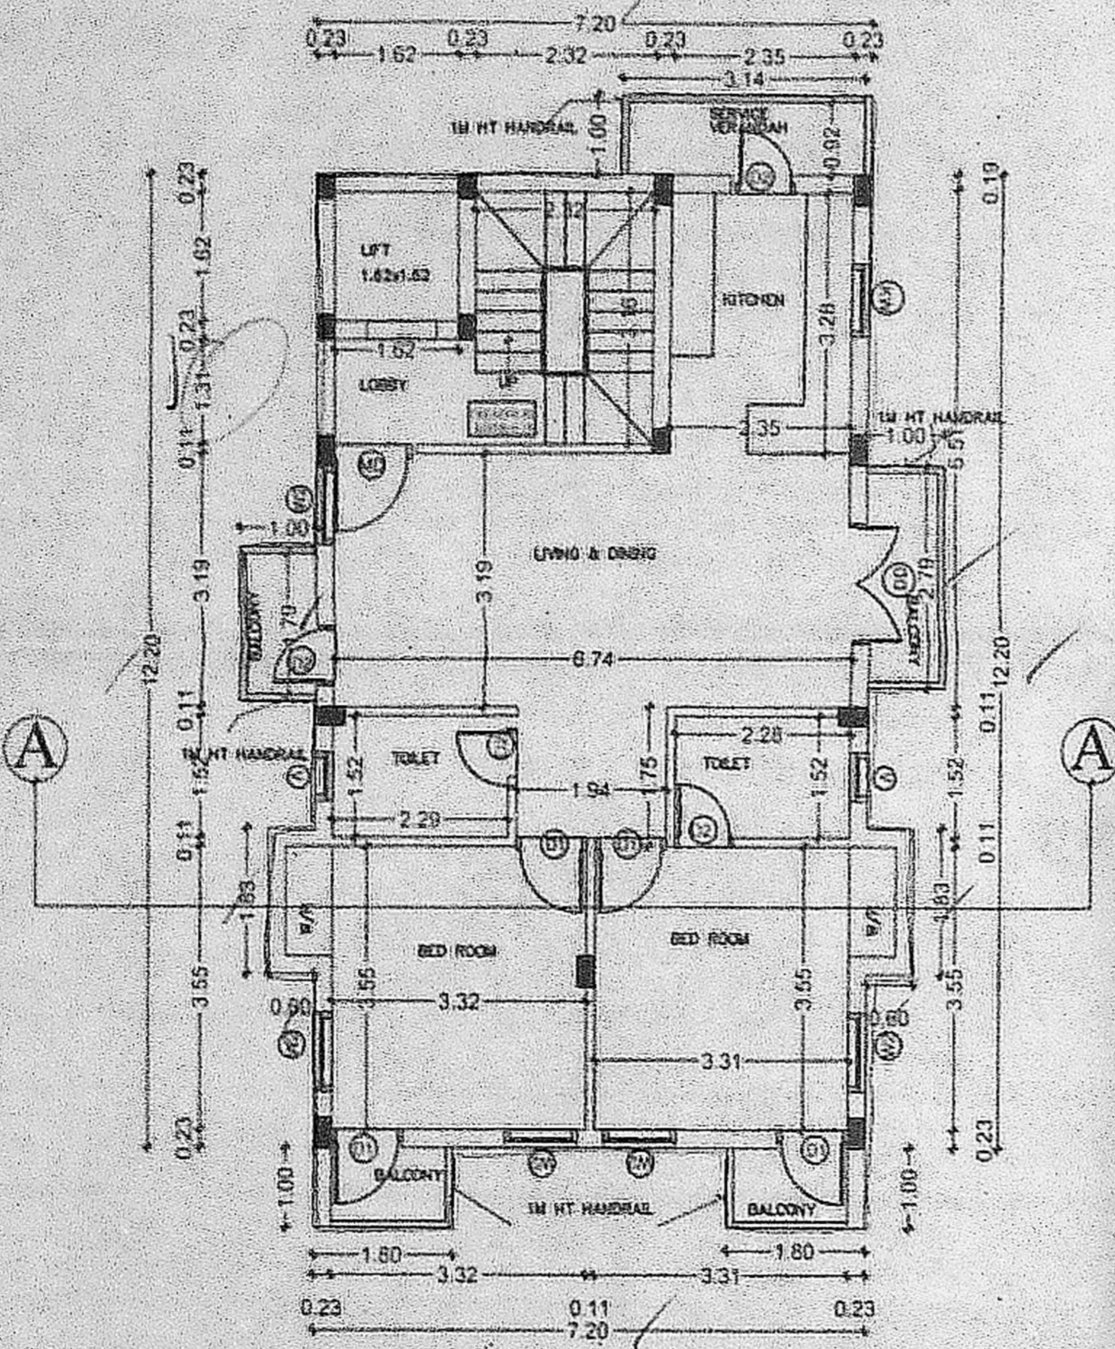 7.20
0.23 0.23 0.23 0.23
1.62 2.32 2.35
3.14
1M HT HANDRAIL 1.00 SERVICE
VERANDAH 0.92
D2
0.23 0.19
2.32
LIFT
1.62x1.62
1.62
KITCHEN KW
3.28
0.23
1.62
LOBBY UP
1.31
2.35 1M HT HANDRAIL
1.00
0.11
1.00
LIVING & DINING
3.19 3.19
BALCONY 2.79
BALCONY
D2
6.74
12.20 12.20
0.11 0.11
A A
1M HT HANDRAIL
TOILET TOILET
2.28
1.52 1.52 1.94 1.75 1.52 1.52
V V
2.29
D2
0.11 0.11
1.83 1.83
BED ROOM BED ROOM
3.55 3.55 3.55 3.55
3.32
0.60 0.60
3.31
0.23 0.23
D1 D1
1.00 BALCONY 1.00
1M HT HANDRAIL BALCONY
1.80 1.80
3.32 3.31
0.23 0.11 0.23
7.20